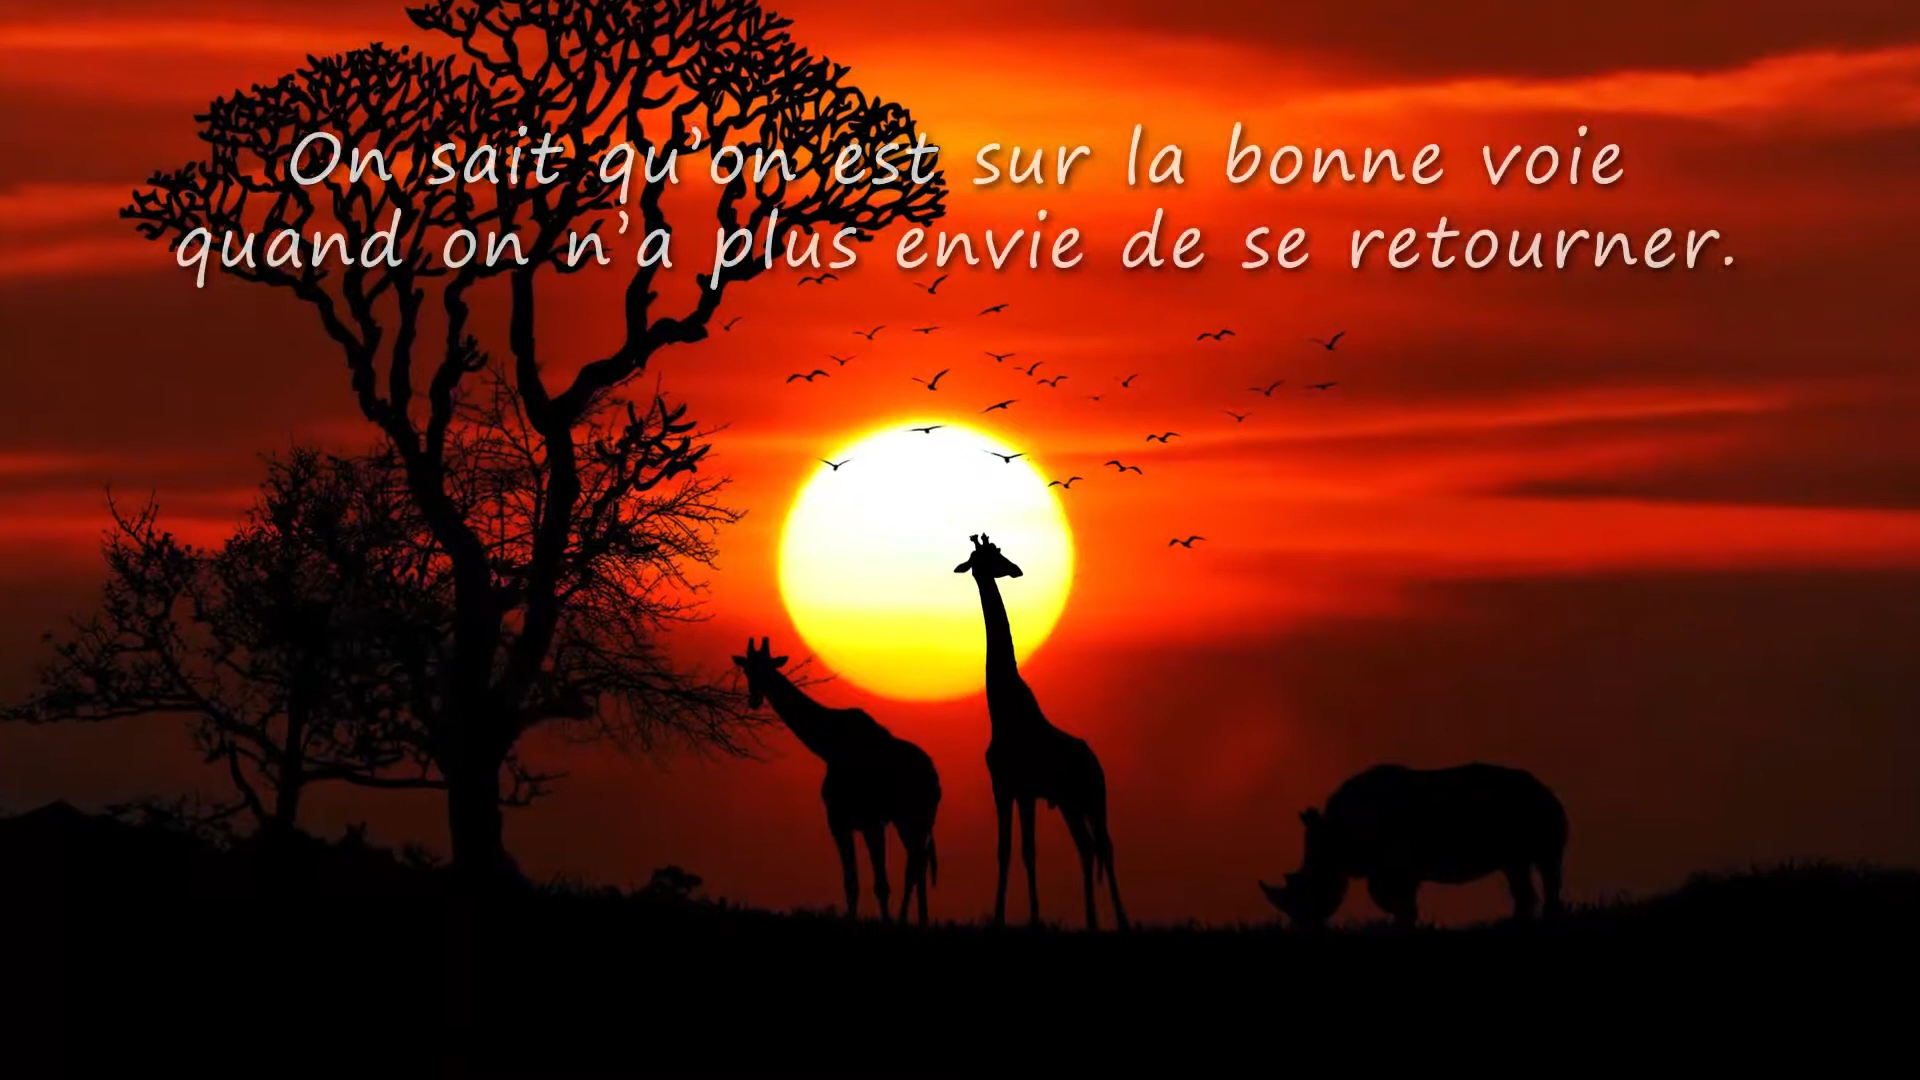 On sait qu’on est sur la bonne voie
quand on n’a plus envie de se retourner.